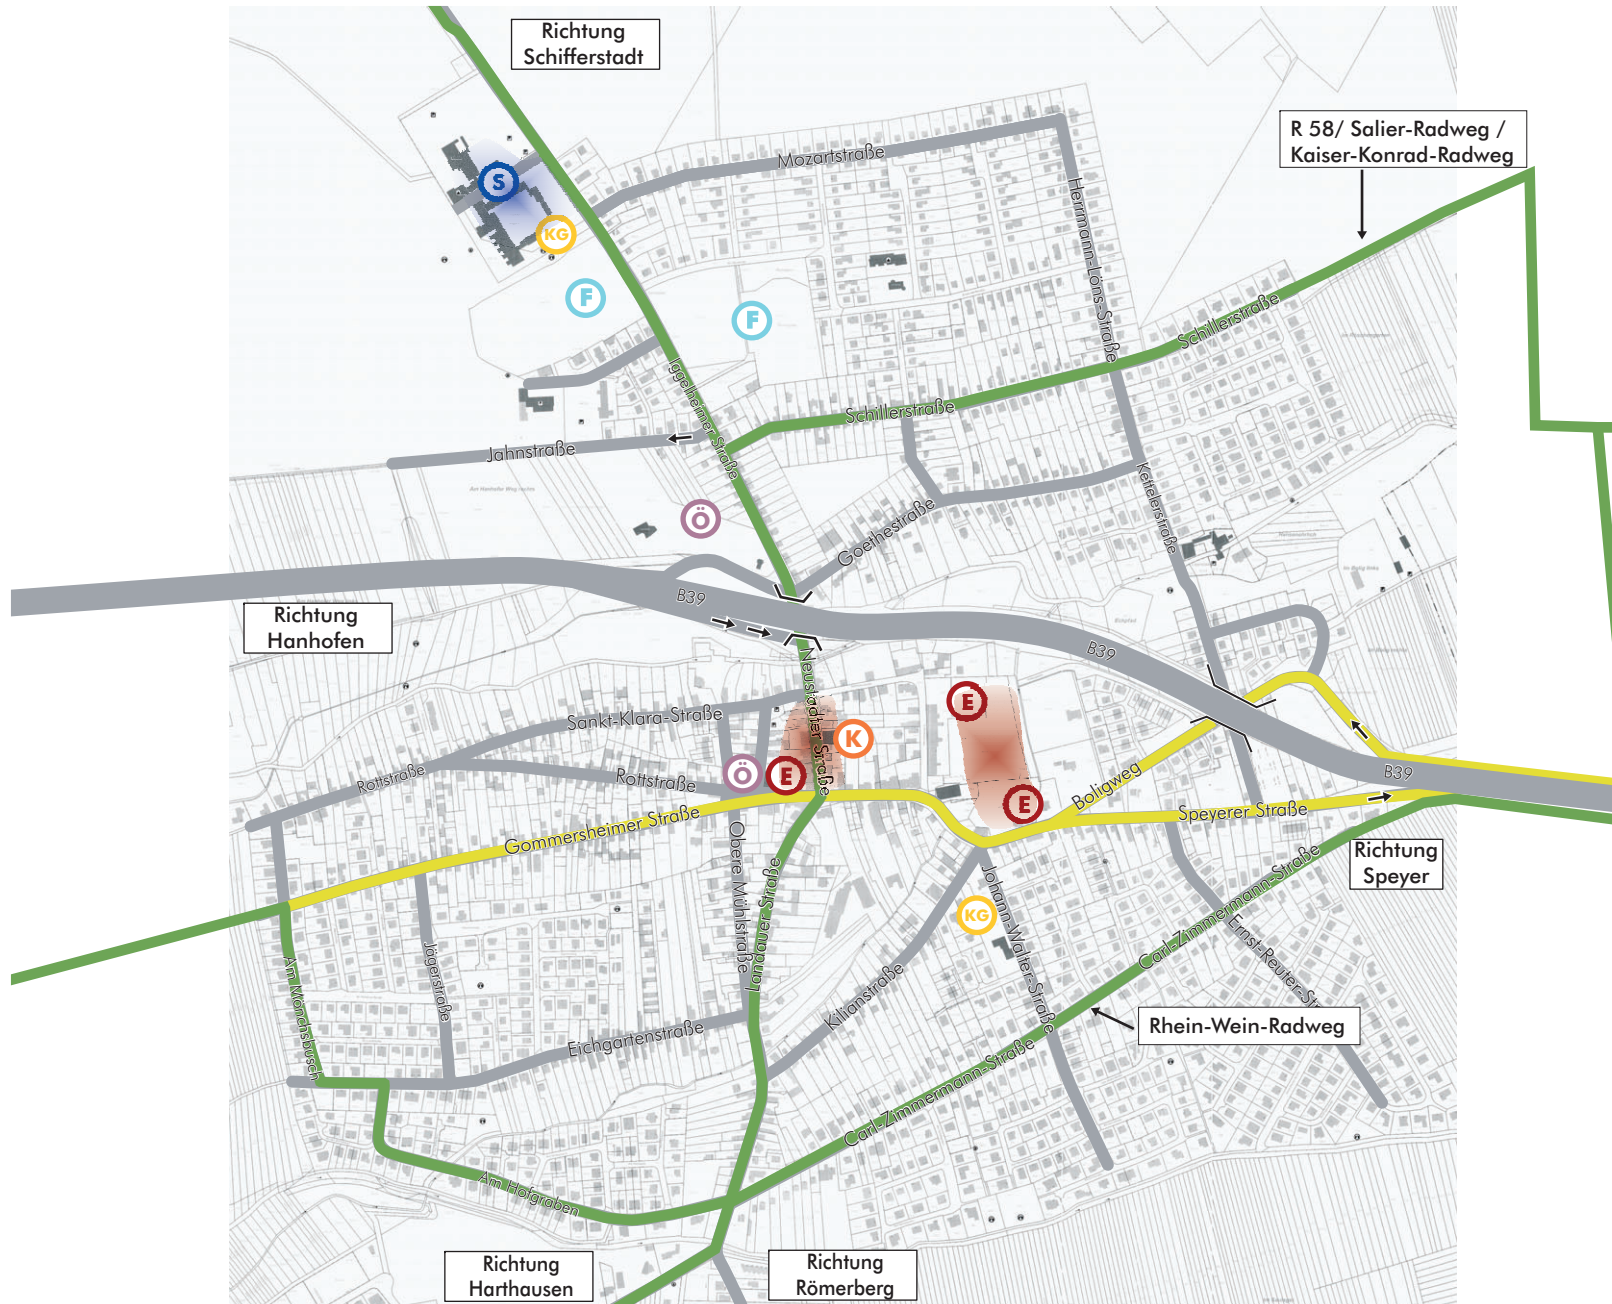 Richtung
Schifferstadt
R 58/ Salier-Radweg /
Kaiser-Konrad-Radweg
Mozartstraße
S
KG
Herrmann-Löns-Straße
F
F
Schillerstraße
Iggelheimer Straße
Schillerstraße
Jahnstraße
Kettelerstraße
Ö
Goethestraße
B39
Richtung
Hanhofen
B39
Neustadter Straße
E
Sankt-Klara-Straße
K
Ö
E
Rottstraße
Rottstraße
B39
Boligweg
E
Speyerer Straße
Gommersheimer Straße
Obere Mühlstraße
Richtung
Speyer
Landauer Straße
Johann-Walter-Straße
KG
Carl-Zimmermann-Straße
Ernst-Reuter-Str
Jägerstraße
Am Mönchsbusch
Kilianstraße
Rhein-Wein-Radweg
Eichgartenstraße
Carl-Zimmermann-Straße
Am Hofgraben
Richtung
Harthausen
Richtung
Römerberg